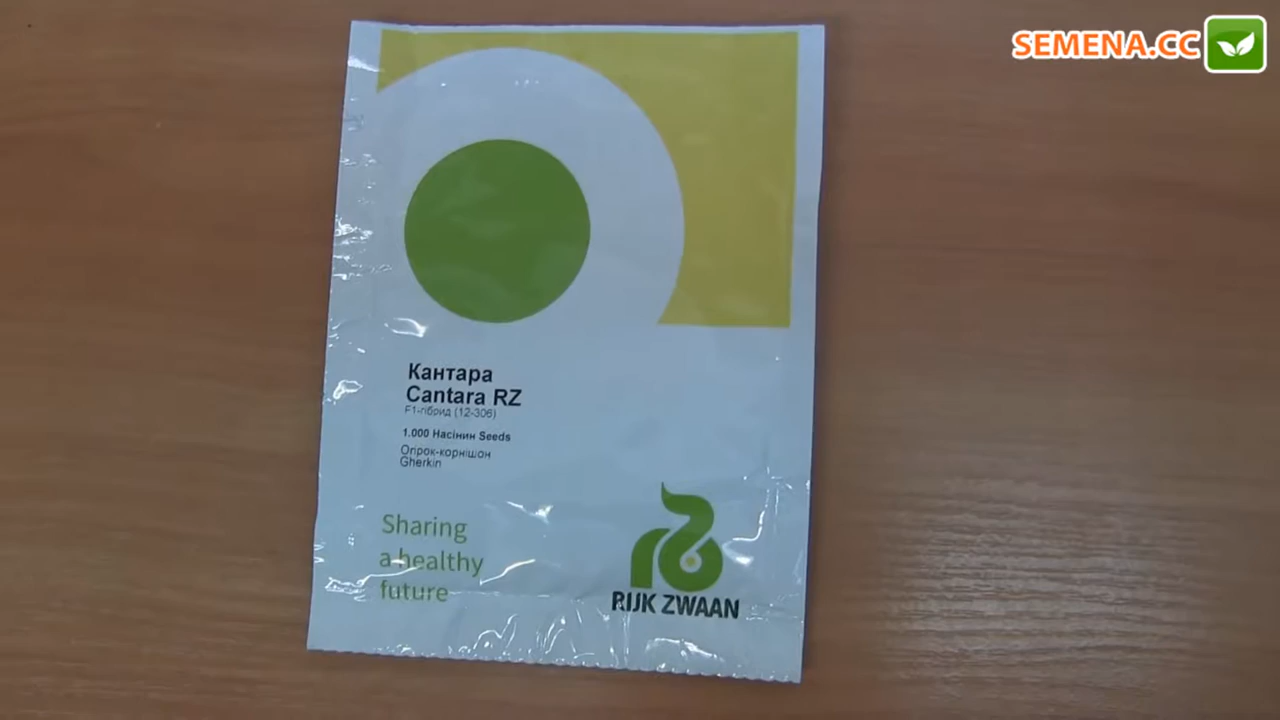 SEMENA.CC
Кантара
Cantara RZ
F1-гібрид (12-306)
1.000 Насінин Seeds
Огірок-корнішон
Gherkin
Sharing
a healthy
future
RIJK ZWAAN